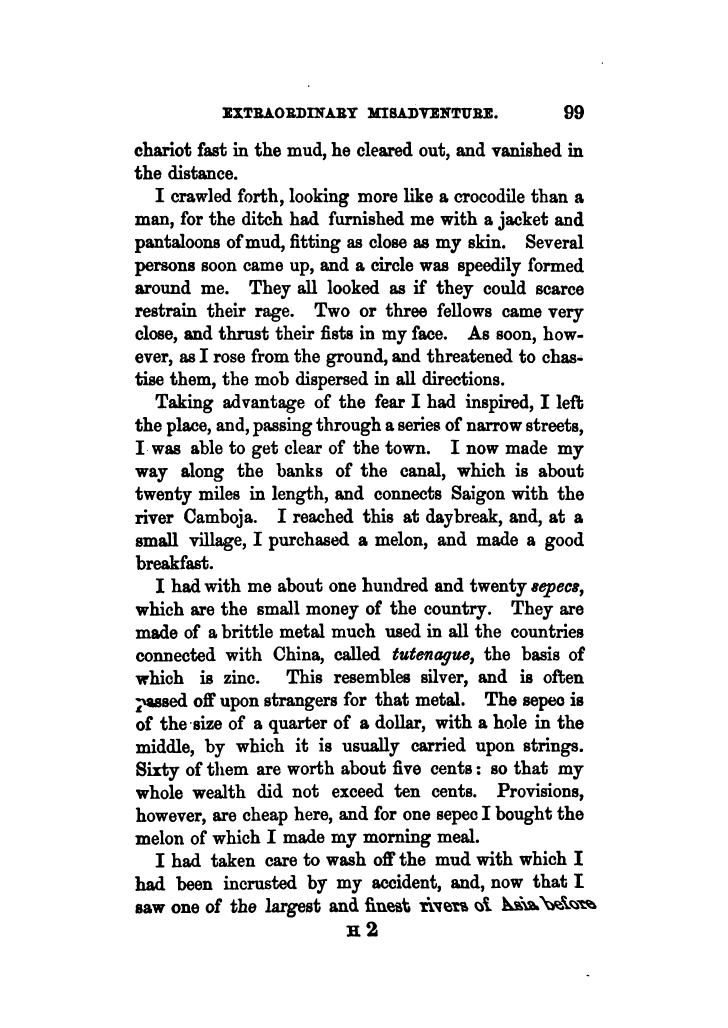 EXTRAORDINARY MISADVENTURE. 99
chariot fast in the mud, he cleared out, and vanished in
the distance.
I crawled forth, looking more like a crocodile than a
man, for the ditch had furnished me with a jacket and
pantaloons of mud, fitting as close as my skin. Several
persons soon came up, and a circle was speedily formed
around me. They all looked as if they could scarce
restrain their rage. Two or three fellows came very
close, and thrust their fists in my face. As soon, how-
ever, as I rose from the ground, and threatened to chas-
tise them, the mob dispersed in all directions.
Taking advantage of the fear I had inspired, I left
the place, and, passing through a series of narrow streets,
I was able to get clear of the town. I now made my
way along the banks of the canal, which is about
twenty miles in length, and connects Saigon with the
river Camboja. I reached this at daybreak, and, at a
small village, I purchased a melon, and made a good
breakfast.
I had with me about one hundred and twenty sepecs,
which are the small money of the country. They are
made of a brittle metal much used in all the countries
connected with China, called tutenague, the basis of
which is zinc. This resembles silver, and is often
passed off upon strangers for that metal. The sepec is
of the size of a quarter of a dollar, with a hole in the
middle, by which it is usually carried upon strings.
Sixty of them are worth about five cents: so that my
whole wealth did not exceed ten cents. Provisions,
however, are cheap here, and for one sepec I bought the
melon of which I made my morning meal.
I had taken care to wash off the mud with which I
had been incrusted by my accident, and, now that I
saw one of the largest and finest rivers of Asia before
H 2